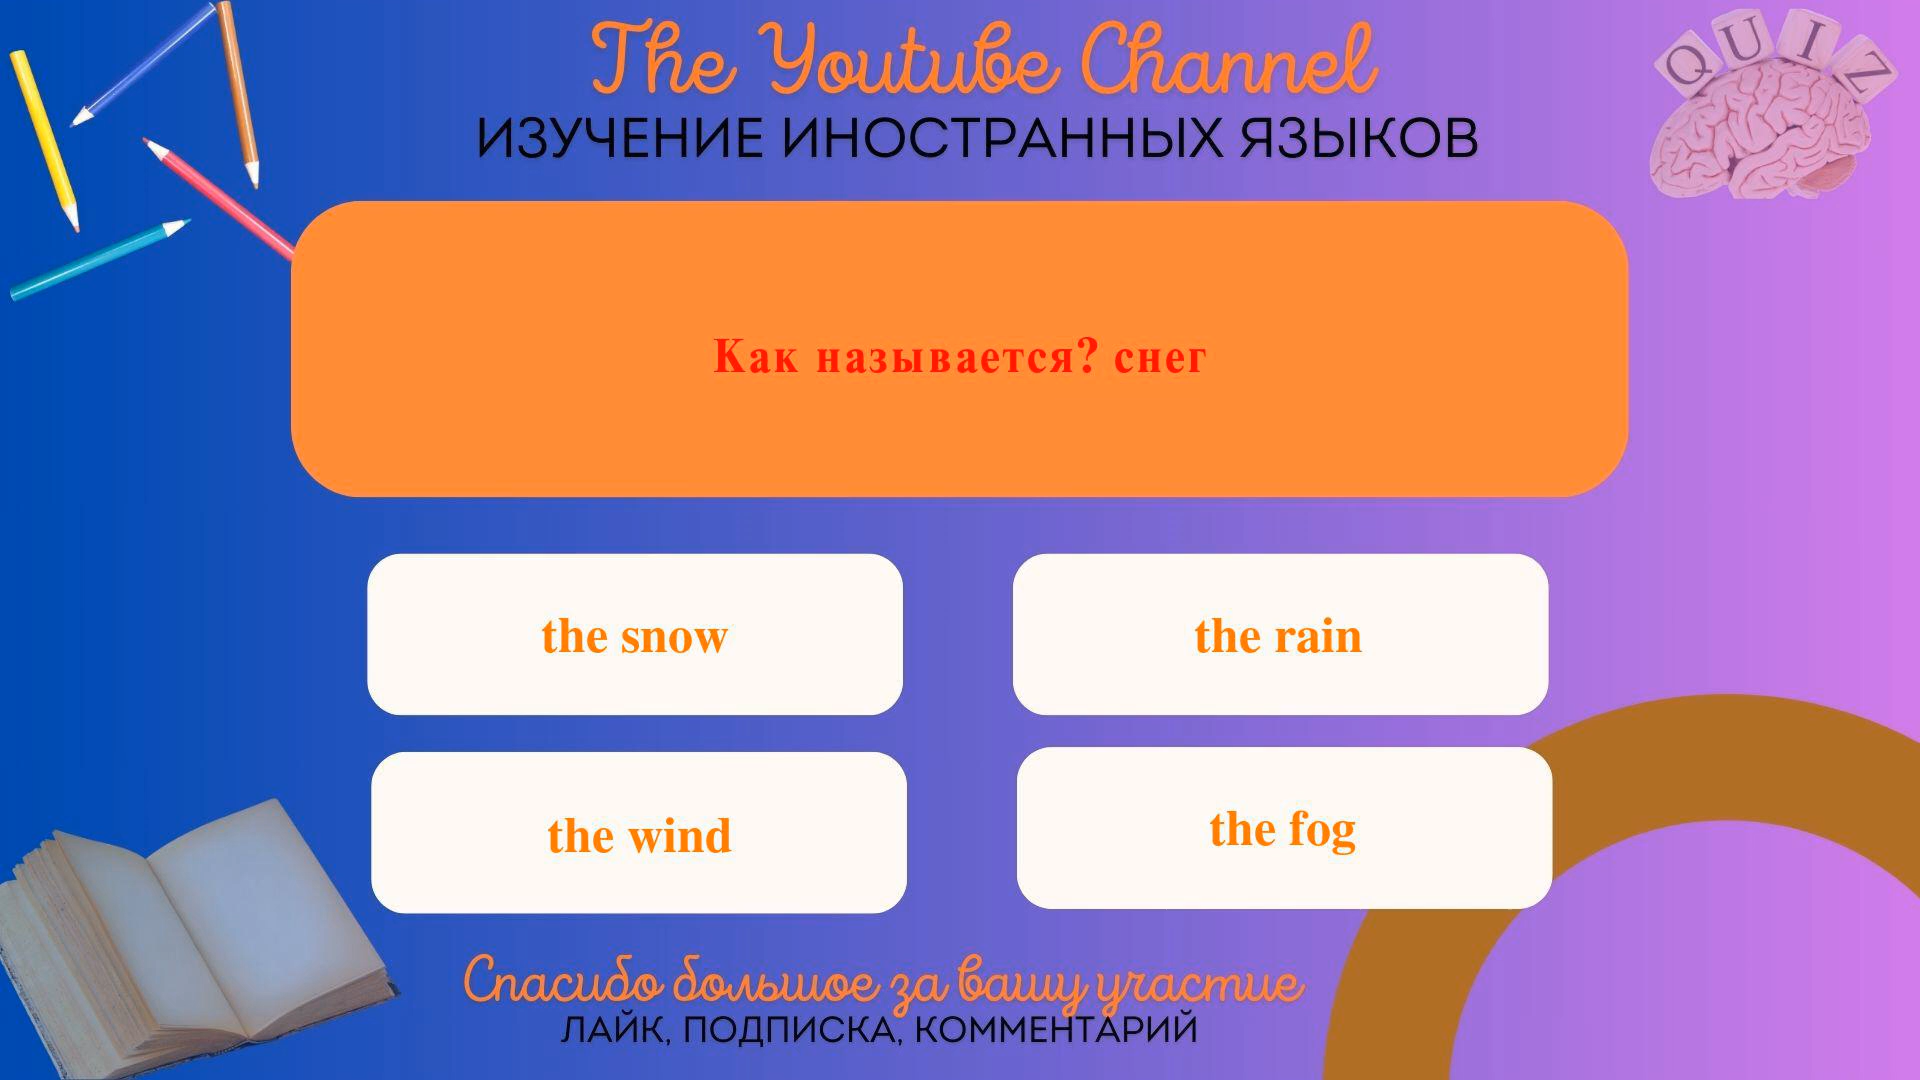 The Youtube Channel
QUIZ
ИЗУЧЕНИЕ ИНОСТРАННЫХ ЯЗЫКОВ
Как называется? снег
the snow
the rain
the wind
the fog
Спасибо большое за вашу участие
ЛАЙК, ПОДПИСКА, КОММЕНТАРИЙ